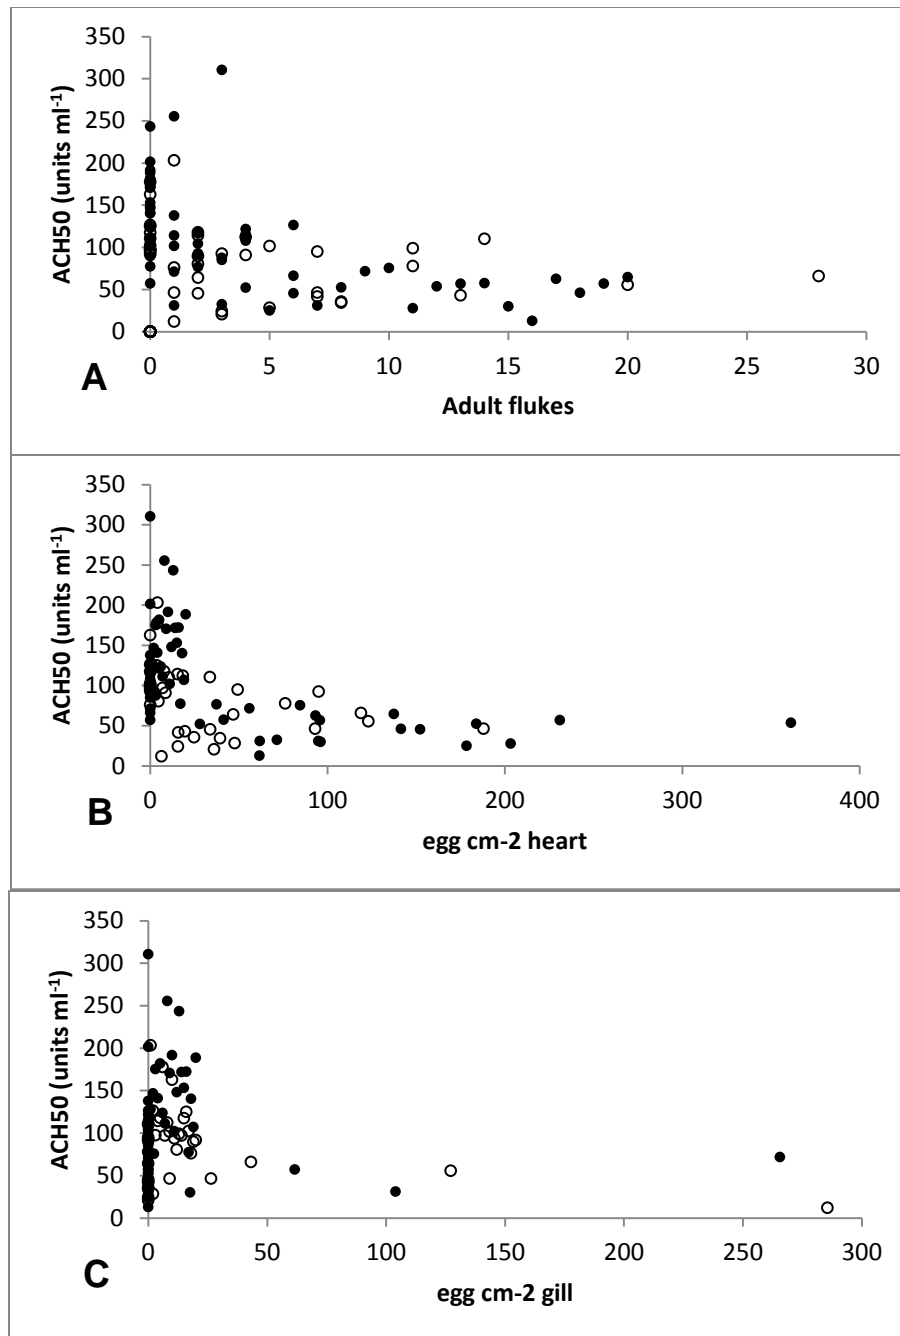 350
300
250
200
150
100
50
0
ACH50 (units ml⁻¹)
0 5 10 15 20 25 30
A
Adult flukes
350
300
250
200
150
100
50
0
ACH50 (units ml⁻¹)
0 100 200 300 400
B
egg cm-2 heart
350
300
250
200
150
100
50
0
ACH50 (units ml⁻¹)
0 50 100 150 200 250 300
C
egg cm-2 gill